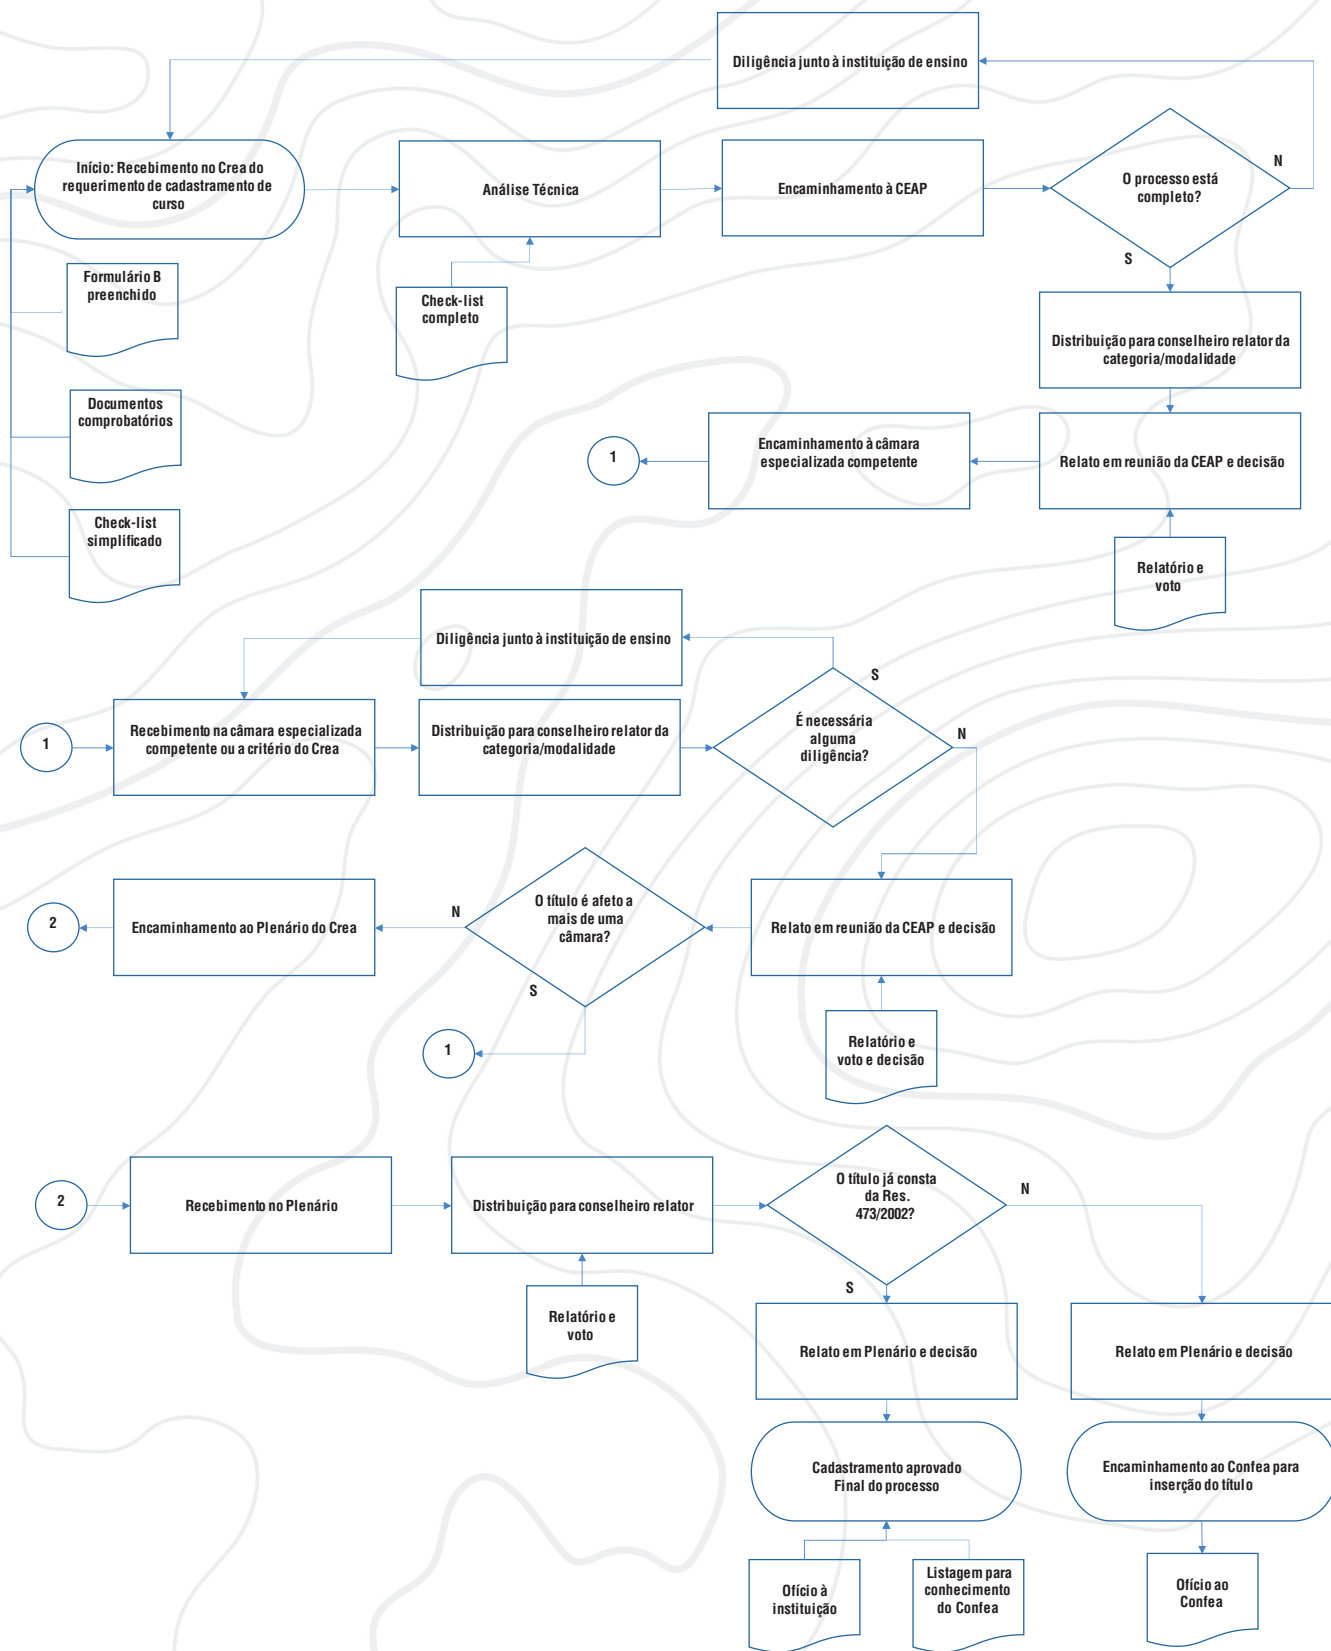 Diligência junto à instituição de ensino
Início: Recebimento no Crea do
requerimento de cadastramento de
curso
Análise Técnica
Encaminhamento à CEAP
O processo está
completo?
N
S
Formulário B
preenchido
Check-list
completo
Documentos
comprobatórios
Check-list
simplificado
Distribuição para conselheiro relator da
categoria/modalidade
Relato em reunião da CEAP e decisão
Encaminhamento à câmara
especializada competente
1
Relatório e
voto
Diligência junto à instituição de ensino
S
1
Recebimento na câmara especializada
competente ou a critério do Crea
Distribuição para conselheiro relator da
categoria/modalidade
É necessária
alguma
diligência?
N
Relato em reunião da CEAP e decisão
O título é afeto a
mais de uma
câmara?
N
Encaminhamento ao Plenário do Crea
2
S
1
Relatório e
voto e decisão
2
Recebimento no Plenário
Distribuição para conselheiro relator
O título já consta
da Res.
473/2002?
N
S
Relatório e
voto
Relato em Plenário e decisão
Relato em Plenário e decisão
Cadastramento aprovado
Final do processo
Encaminhamento ao Confea para
inserção do título
Ofício à
instituição
Listagem para
conhecimento
do Confea
Ofício ao
Confea